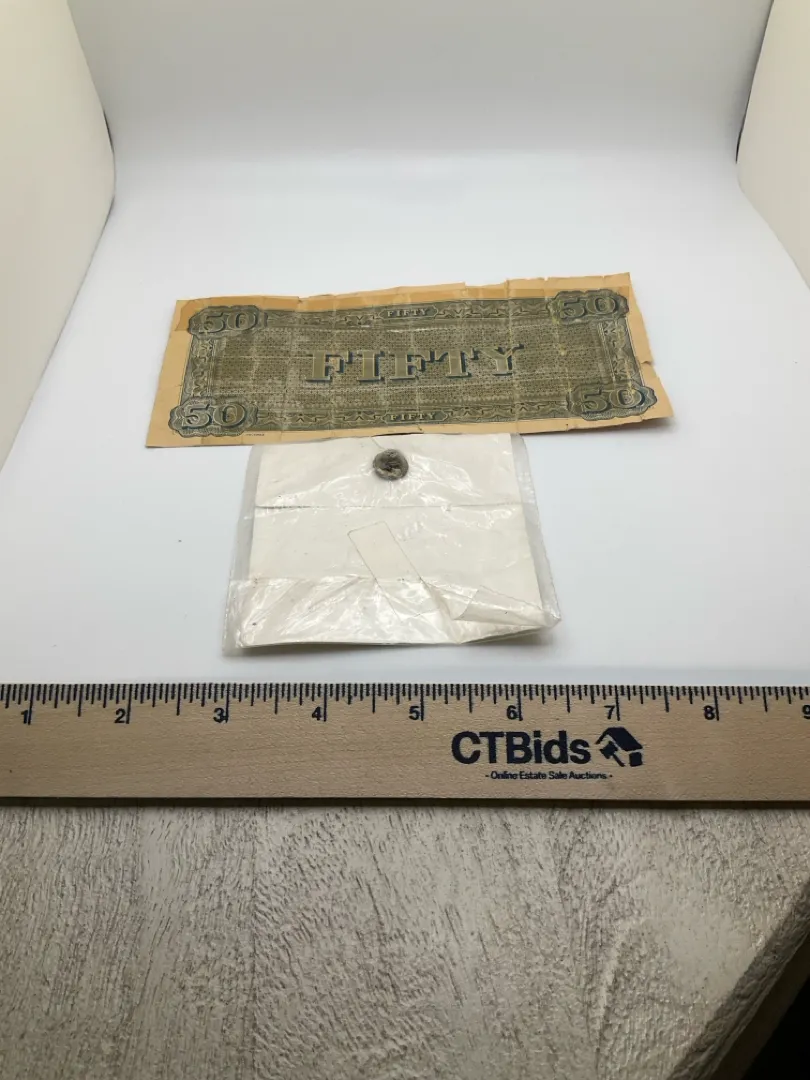 50 FIFTY 50
FIFTY
50 FIFTY 50
1 2 3 4 5 6 7 8 9
CTBids
- Online Estate Sale Auctions -